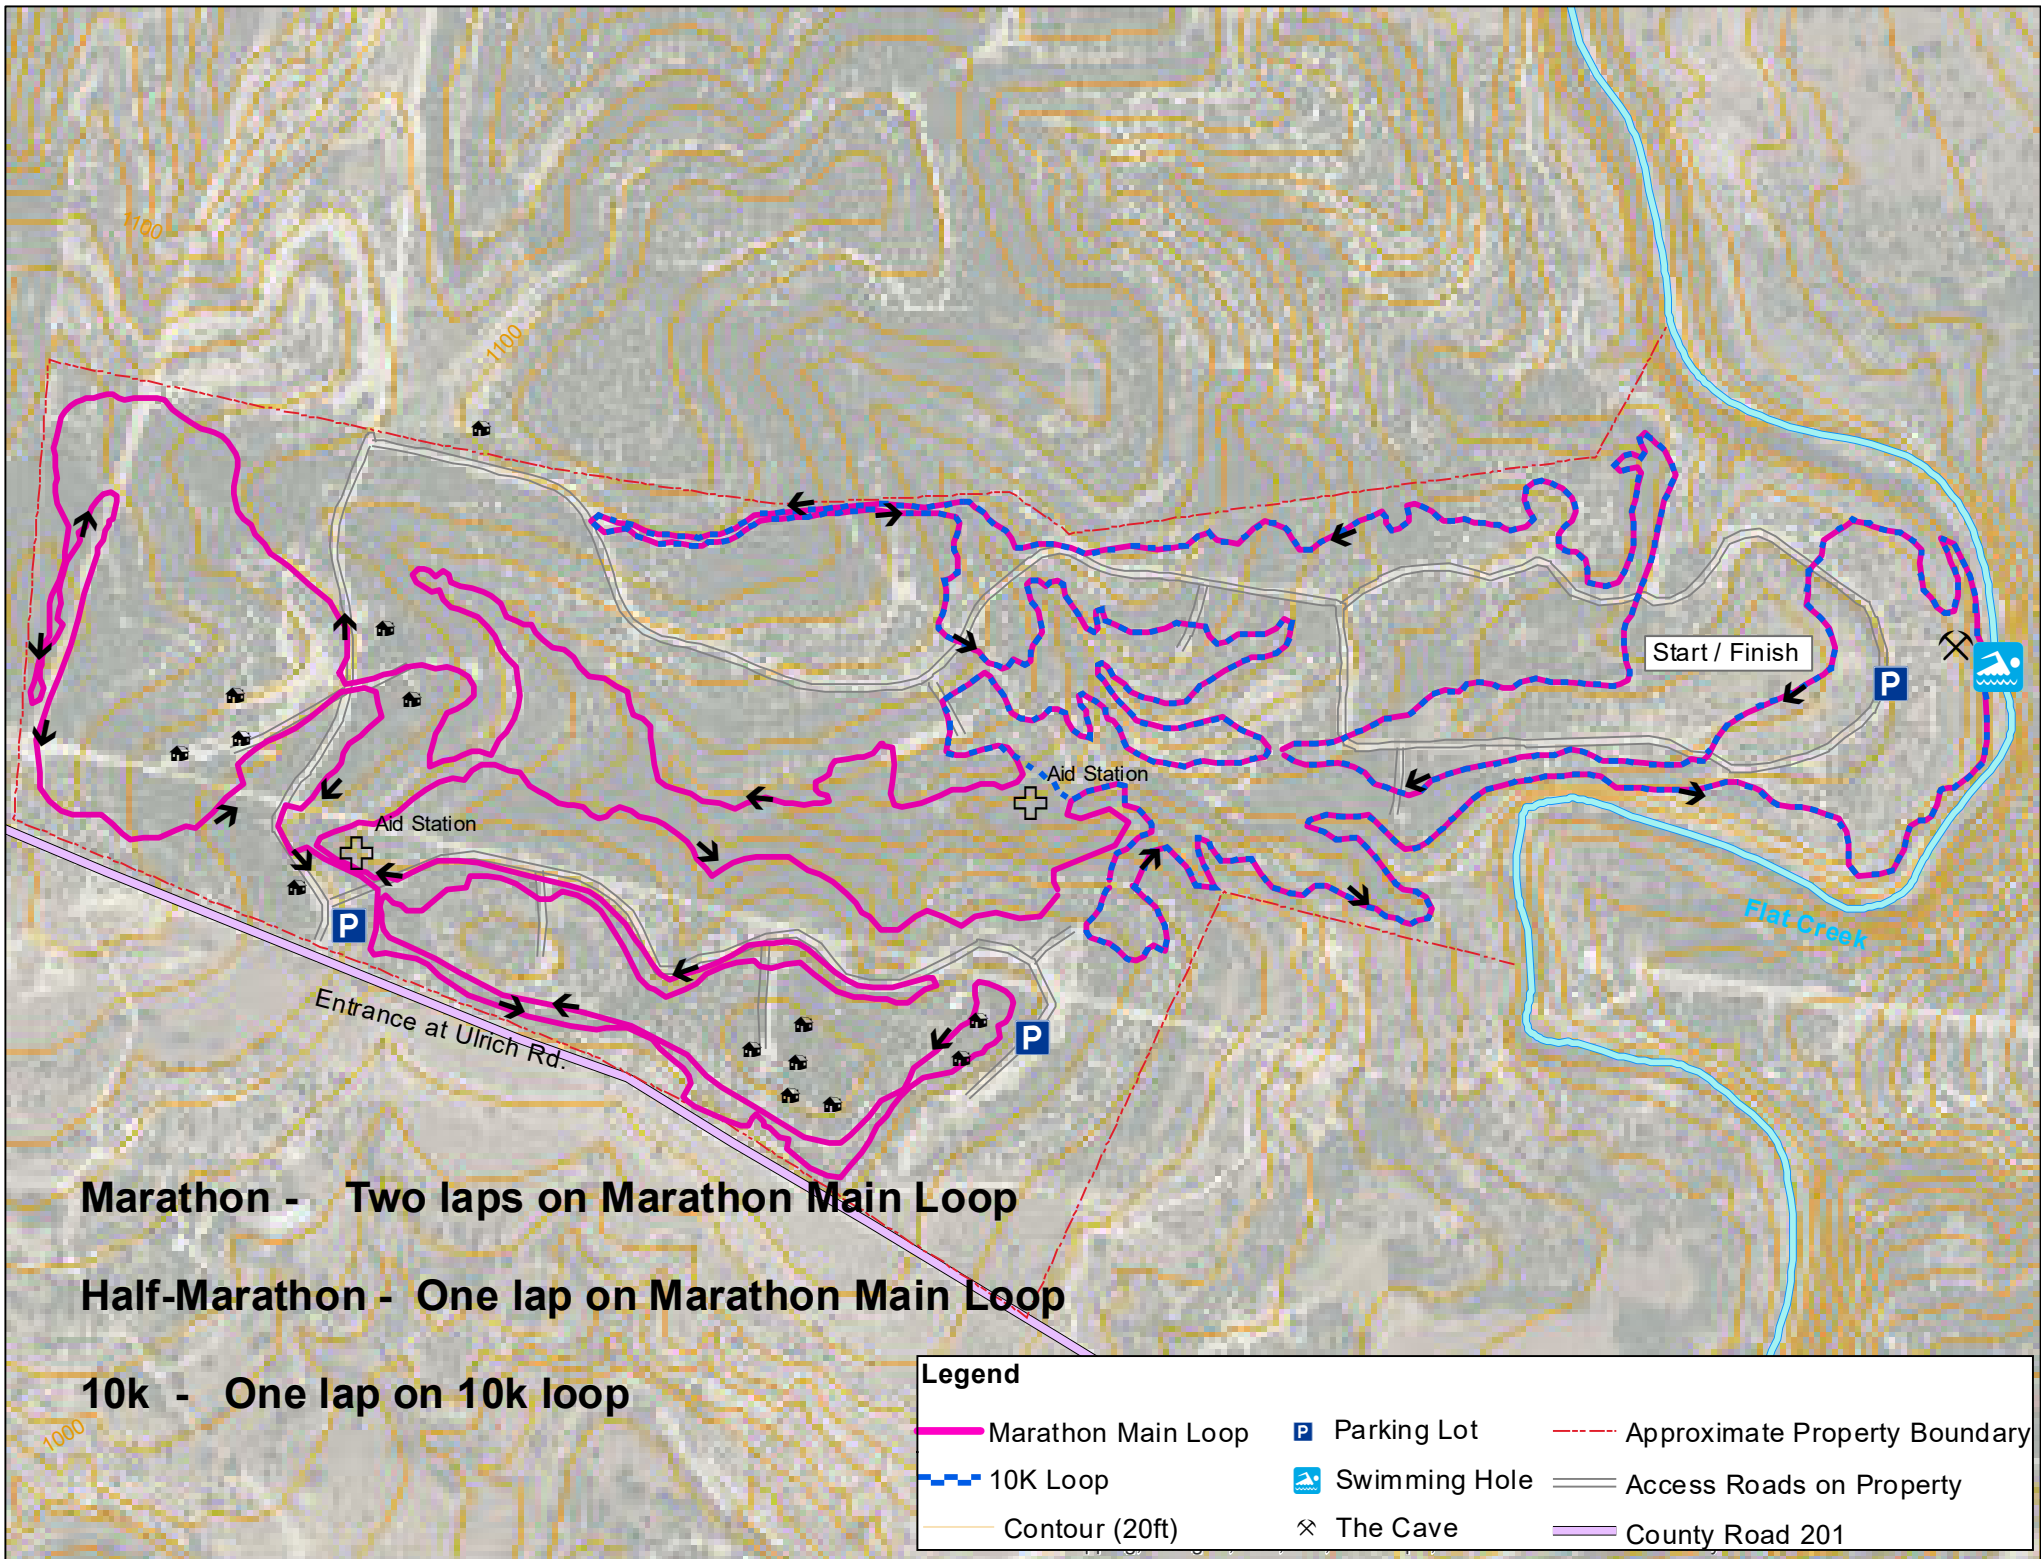 1100
1100
Start / Finish
P
Aid Station
Aid Station
P
Flat Creek
Entrance at Ulrich Rd.
P
Marathon - Two laps on Marathon Main Loop
Half-Marathon - One lap on Marathon Main Loop
10k - One lap on 10k loop
1000
Legend
Marathon Main Loop
10K Loop
Contour (20ft)
P Parking Lot
Swimming Hole
The Cave
Approximate Property Boundary
Access Roads on Property
County Road 201